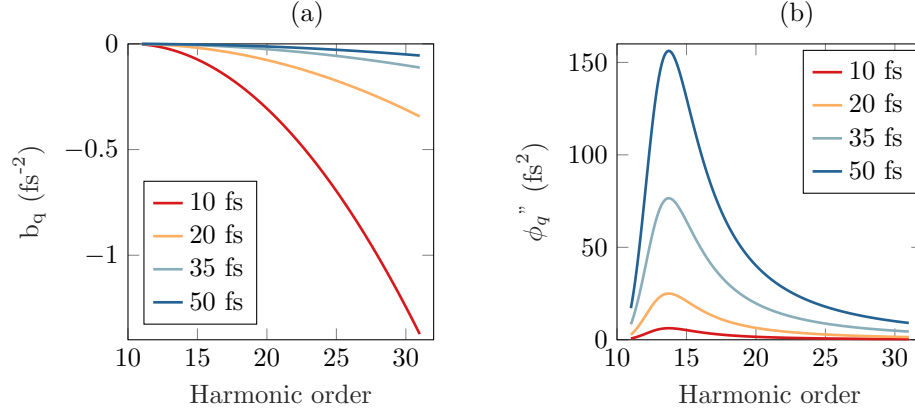 (a)
0
−0.5
−1
b_q (fs^-2)
10 fs
20 fs
35 fs
50 fs
10 15 20 25 30
Harmonic order
(b)
150
100
50
0
ϕ_q” (fs^2)
10 fs
20 fs
35 fs
50 fs
10 15 20 25 30
Harmonic order